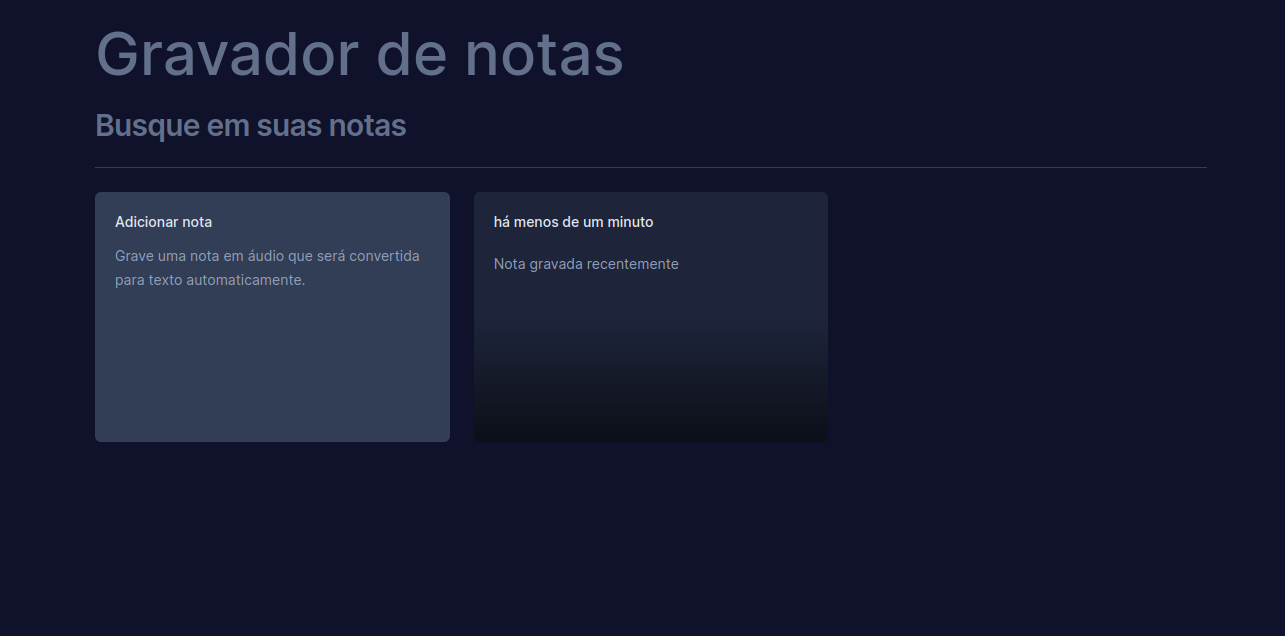 Gravador de notas
Busque em suas notas
Adicionar nota
Grave uma nota em áudio que será convertida
para texto automaticamente.
há menos de um minuto
Nota gravada recentemente